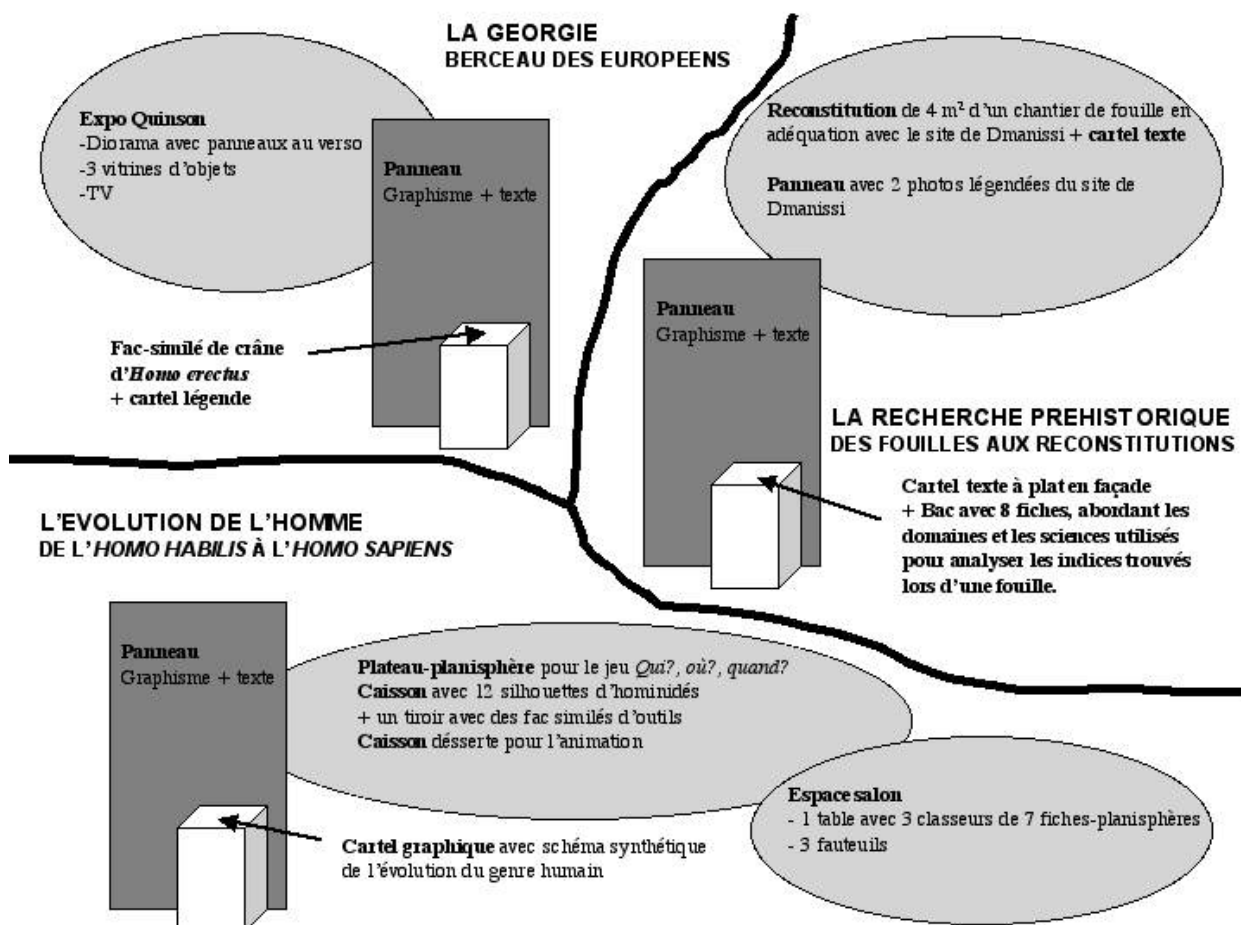 LA GEORGIE
BERCEAU DES EUROPEENS
Expo Quinson
-Diorama avec panneaux au verso
-3 vitrines d'objets
-TV
Panneau
Graphisme + texte
Fac-similé de crâne
d'Homo erectus
+ cartel légende
Reconstitution de 4 m² d'un chantier de fouille en
adéquation avec le site de Dmanissi + cartel texte
Panneau avec 2 photos légendées du site de
Dmanissi
Panneau
Graphisme + texte
LA RECHERCHE PREHISTORIQUE
DES FOUILLES AUX RECONSTITUTIONS
Cartel texte à plat en façade
+ Bac avec 8 fiches, abordant les
domaines et les sciences utilisés
pour analyser les indices trouvés
lors d'une fouille.
L'EVOLUTION DE L'HOMME
DE L'HOMO HABILIS À L'HOMO SAPIENS
Panneau
Graphisme + texte
Plateau-planisphère pour le jeu Qui?, où?, quand?
Caisson avec 12 silhouettes d'hominidés
+ un tiroir avec des fac similés d'outils
Caisson désserte pour l'animation
Cartel graphique avec schéma synthétique
de l'évolution du genre humain
Espace salon
- 1 table avec 3 classeurs de 7 fiches-planisphères
- 3 fauteuils